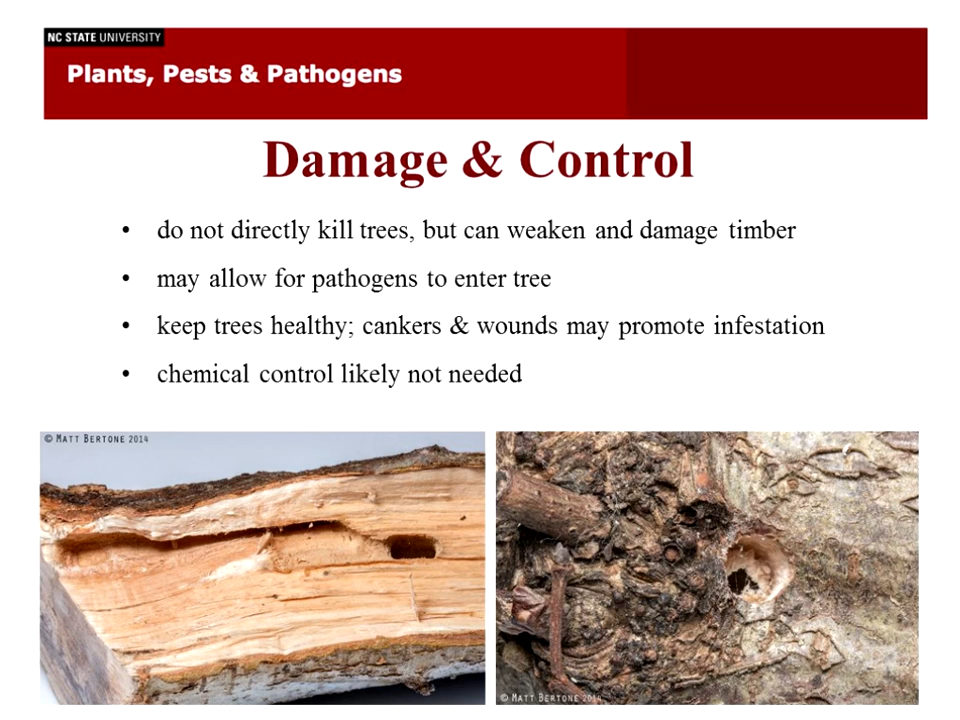 NC STATE UNIVERSITY
Plants, Pests & Pathogens
Damage & Control
• do not directly kill trees, but can weaken and damage timber
• may allow for pathogens to enter tree
• keep trees healthy; cankers & wounds may promote infestation
• chemical control likely not needed
© MATT BERTONE 2014
© MATT BERTONE 2014